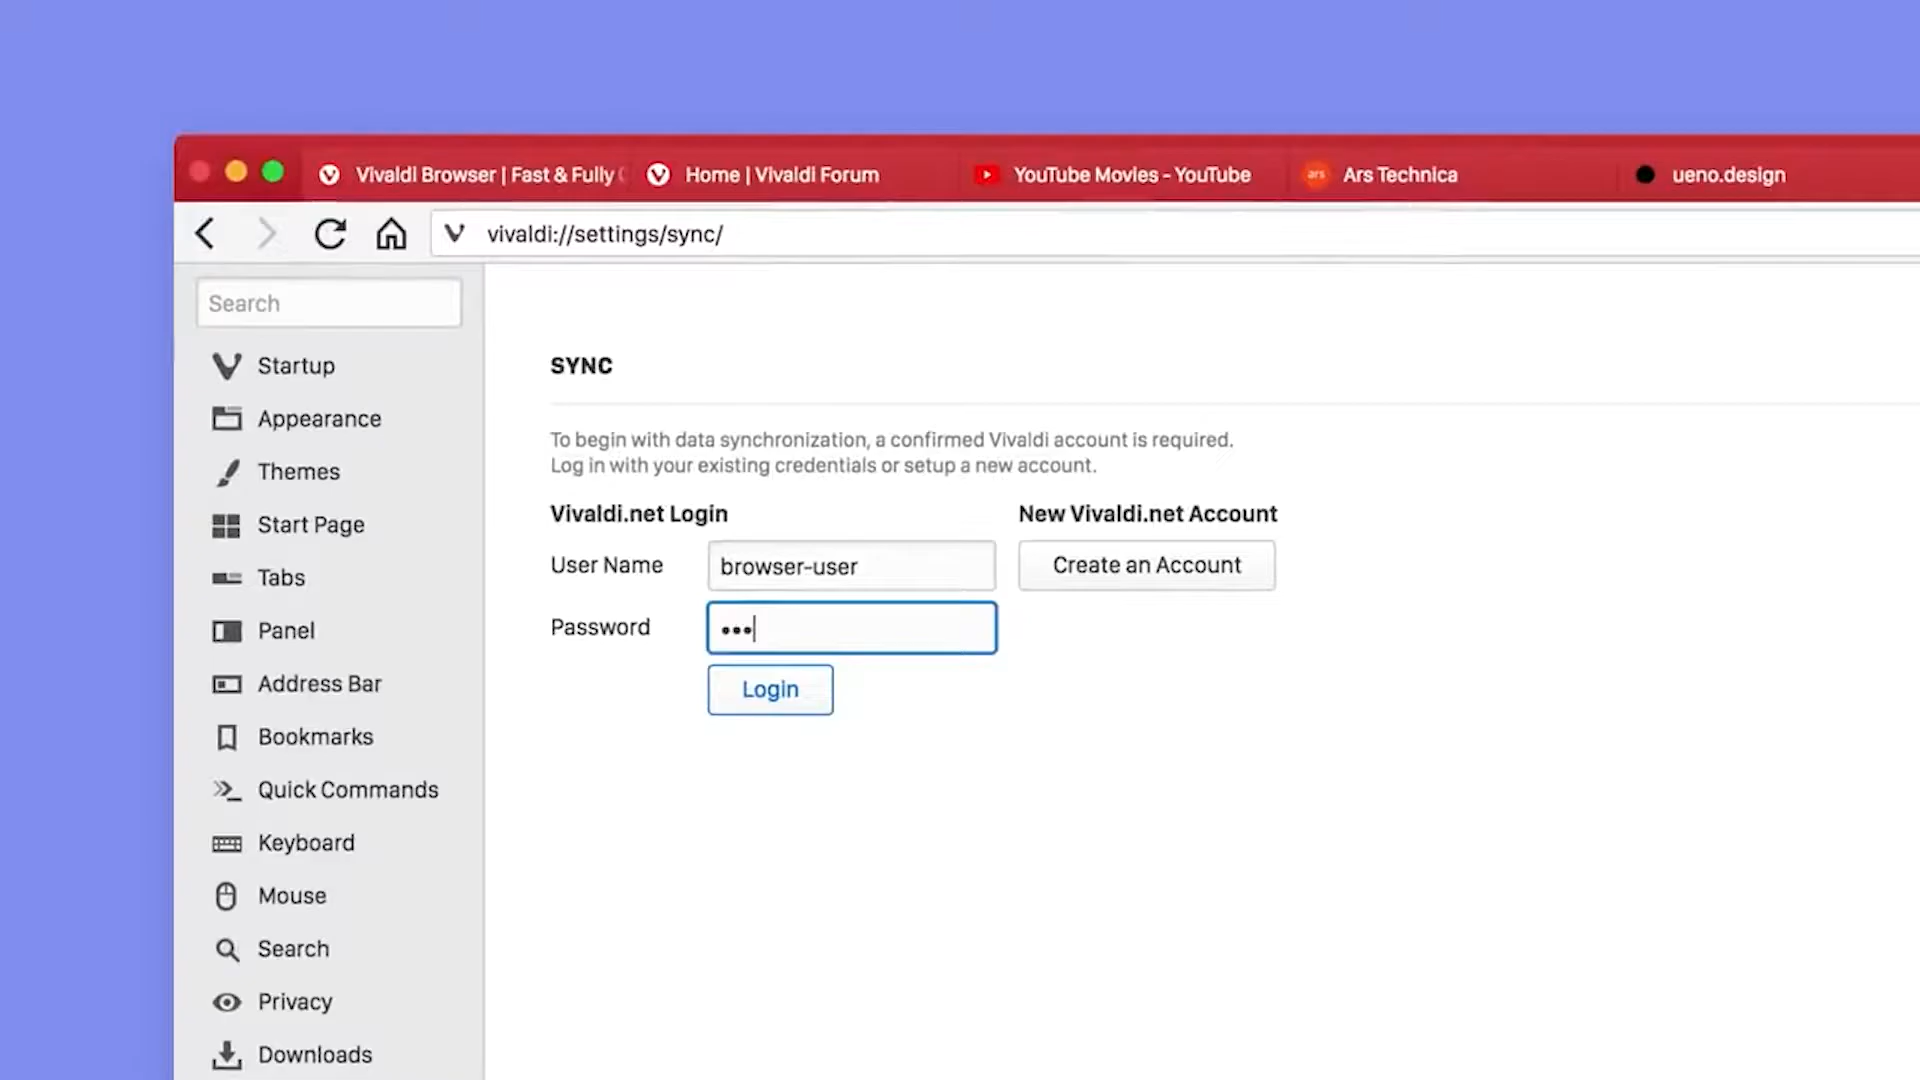 Vivaldi Browser | Fast & Fully
Home | Vivaldi Forum
YouTube Movies - YouTube
ars
Ars Technica
ueno.design
vivaldi://settings/sync/
Search
Startup
Appearance
Themes
Start Page
Tabs
Panel
Address Bar
Bookmarks
Quick Commands
Keyboard
Mouse
Search
Privacy
Downloads
SYNC
To begin with data synchronization, a confirmed Vivaldi account is required.
Log in with your existing credentials or setup a new account.
Vivaldi.net Login
User Name
browser-user
Password
•••
Login
New Vivaldi.net Account
Create an Account